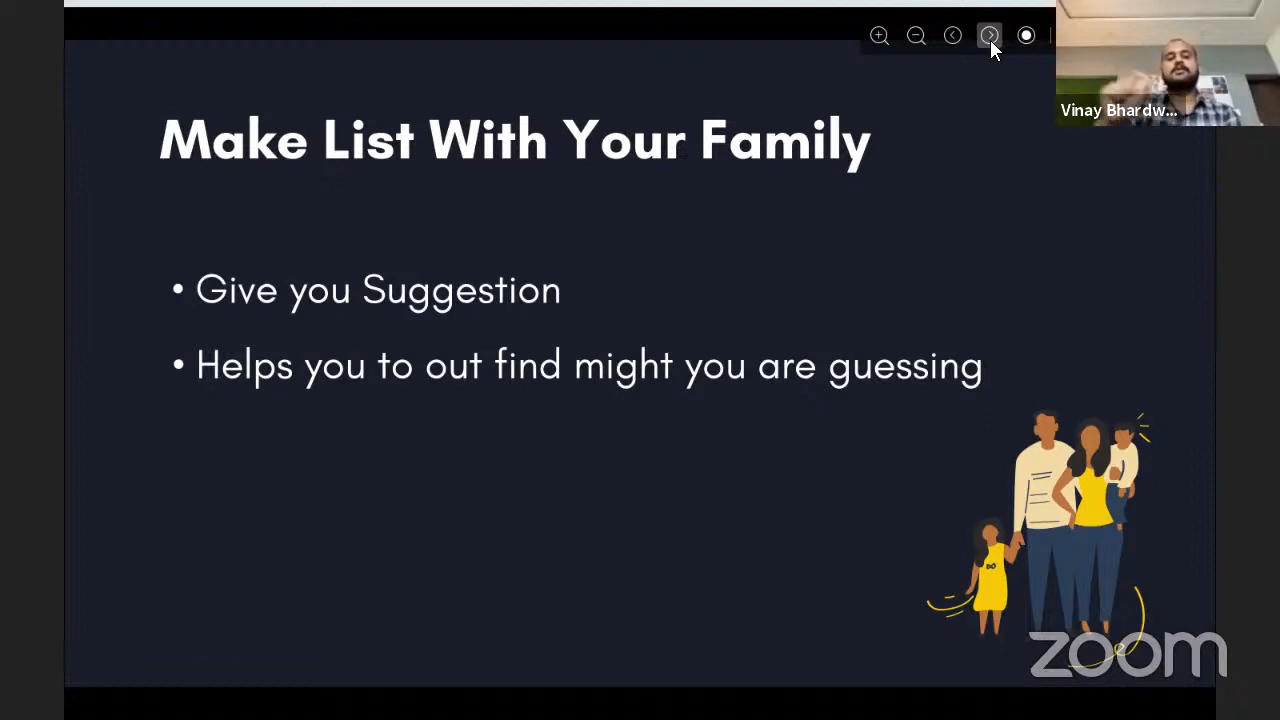 Vinay Bhardw...
Make List With Your Family
• Give you Suggestion
• Helps you to out find might you are guessing
zoom